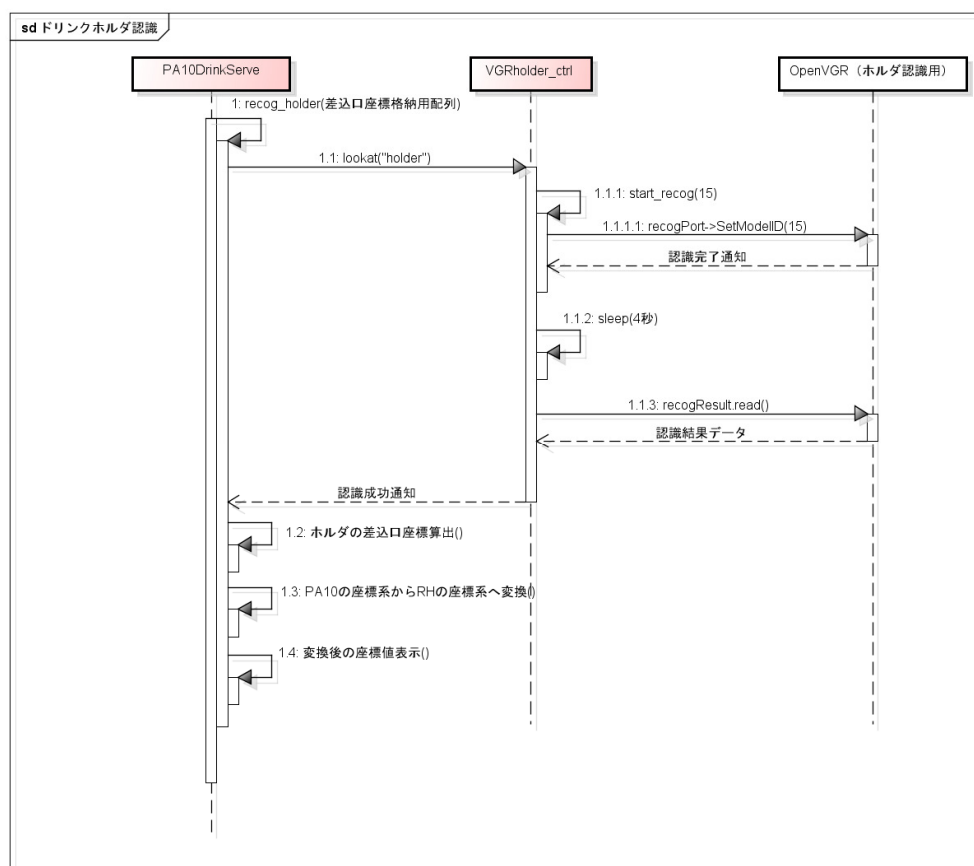 sd ドリンクホルダ認識
PA10DrinkServe
VGRholder_ctrl
OpenVGR（ホルダ認識用）
1: recog_holder(差込口座標格納用配列)
1.1: lookat("holder")
1.1.1: start_recog(15)
1.1.1.1: recogPort->SetModelID(15)
認識完了通知
1.1.2: sleep(4秒)
1.1.3: recogResult.read()
認識結果データ
認識成功通知
1.2: ホルダの差込口座標算出()
1.3: PA10の座標系からRHの座標系へ変換()
1.4: 変換後の座標値表示()